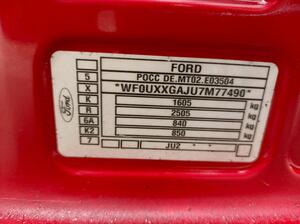 FORD
5 POCC DE.MT02.E03504
X *WF0UXXGAJU7M77490*
K 1605 kg
R 2505 kg
6A 840 kg
K2 850 kg
7 JU2
Ford